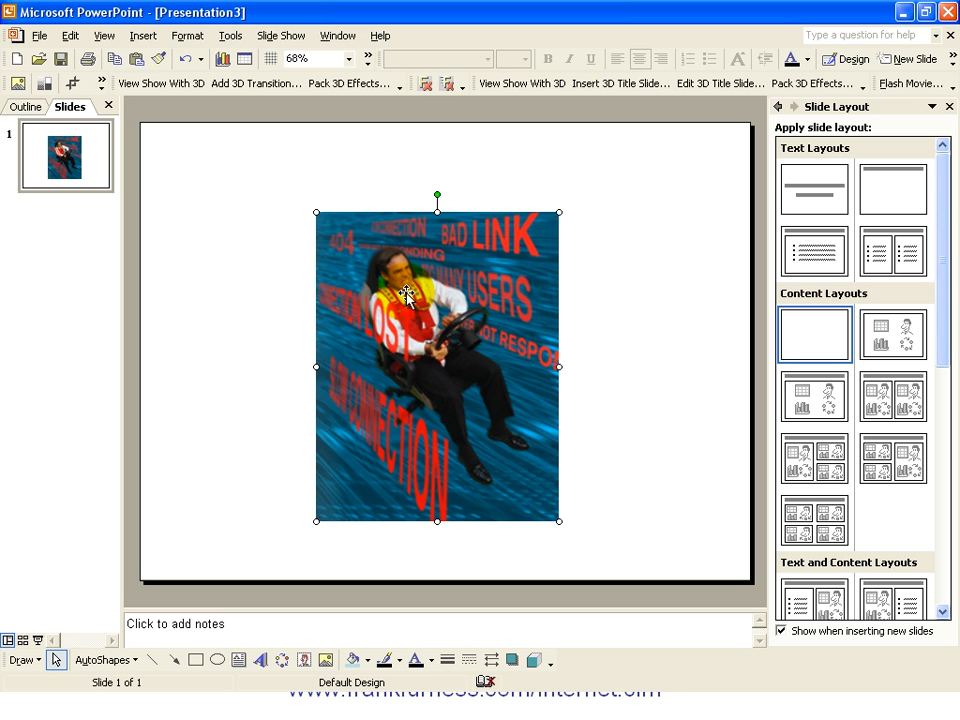 Microsoft PowerPoint - [Presentation3]
File Edit View Insert Format Tools Slide Show Window Help Type a question for help
68% B I U A A Design New Slide
View Show With 3D Add 3D Transition... Pack 3D Effects... View Show With 3D Insert 3D Title Slide... Edit 3D Title Slide... Pack 3D Effects... Flash Movie...
Outline Slides
Slide Layout
Apply slide layout:
Text Layouts
1
404
BAD LINK
USERS
LOST
NOT RESPO
SLOW CONNECTION
Content Layouts
Text and Content Layouts
Show when inserting new slides
Click to add notes
Draw AutoShapes A A
Slide 1 of 1 Default Design